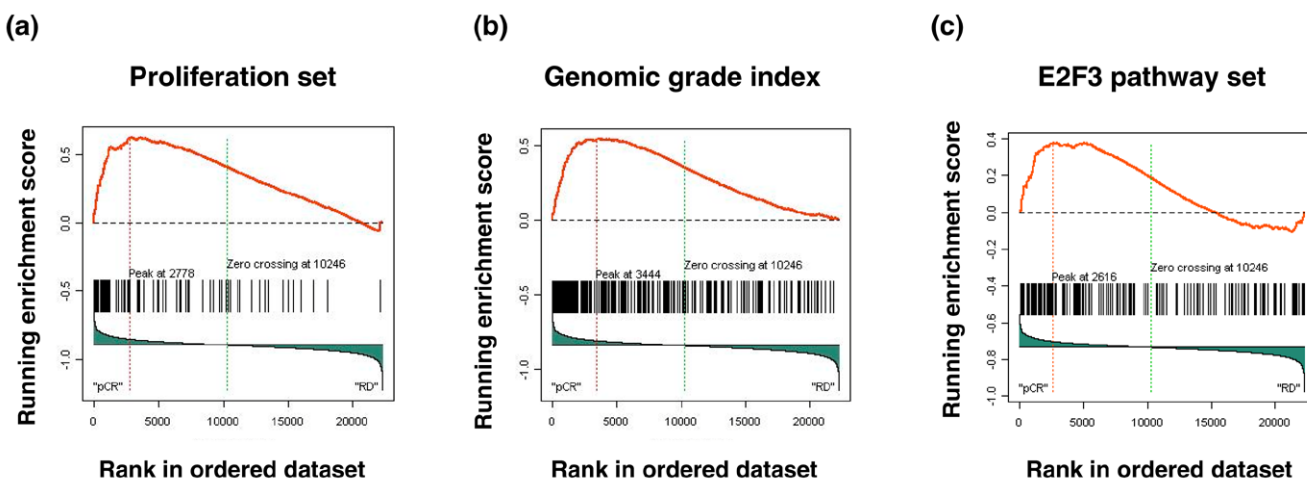 (a)
Proliferation set
Running enrichment score
0.5
0.0
-0.5
-1.0
Peak at 2778
Zero crossing at 10246
"pCR"
"RD"
0 5000 10000 15000 20000
Rank in ordered dataset
(b)
Genomic grade index
Running enrichment score
0.5
0.0
-0.5
-1.0
Peak at 3444
Zero crossing at 10246
"pCR"
"RD"
0 5000 10000 15000 20000
Rank in ordered dataset
(c)
E2F3 pathway set
Running enrichment score
0.4
0.2
0.0
-0.2
-0.4
-0.6
-0.8
-1.0
Peak at 2616
Zero crossing at 10246
"pCR"
"RD"
0 5000 10000 15000 20000
Rank in ordered dataset